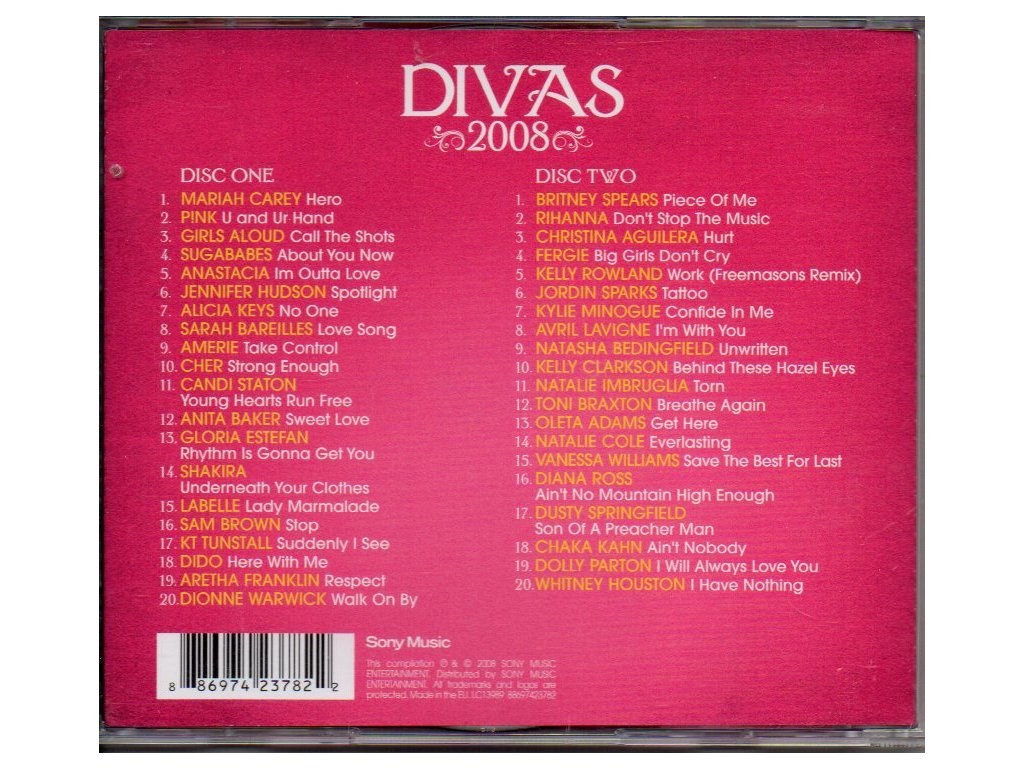 DIVAS
2008
DISC ONE
1. MARIAH CAREY Hero
2. P!NK U and Ur Hand
3. GIRLS ALOUD Call The Shots
4. SUGABABES About You Now
5. ANASTACIA Im Outta Love
6. JENNIFER HUDSON Spotlight
7. ALICIA KEYS No One
8. SARAH BAREILLES Love Song
9. AMERIE Take Control
10. CHER Strong Enough
11. CANDI STATON
Young Hearts Run Free
12. ANITA BAKER Sweet Love
13. GLORIA ESTEFAN
Rhythm Is Gonna Get You
14. SHAKIRA
Underneath Your Clothes
15. LABELLE Lady Marmalade
16. SAM BROWN Stop
17. KT TUNSTALL Suddenly I See
18. DIDO Here With Me
19. ARETHA FRANKLIN Respect
20. DIONNE WARWICK Walk On By
DISC TWO
1. BRITNEY SPEARS Piece Of Me
2. RIHANNA Don't Stop The Music
3. CHRISTINA AGUILERA Hurt
4. FERGIE Big Girls Don't Cry
5. KELLY ROWLAND Work (Freemasons Remix)
6. JORDIN SPARKS Tattoo
7. KYLIE MINOGUE Confide In Me
8. AVRIL LAVIGNE I'm With You
9. NATASHA BEDINGFIELD Unwritten
10. KELLY CLARKSON Behind These Hazel Eyes
11. NATALIE IMBRUGLIA Torn
12. TONI BRAXTON Breathe Again
13. OLETA ADAMS Get Here
14. NATALIE COLE Everlasting
15. VANESSA WILLIAMS Save The Best For Last
16. DIANA ROSS
Ain't No Mountain High Enough
17. DUSTY SPRINGFIELD
Son Of A Preacher Man
18. CHAKA KAHN Ain't Nobody
19. DOLLY PARTON I Will Always Love You
20. WHITNEY HOUSTON I Have Nothing
8 86974 23782 2
Sony Music
This compilation ℗ & © 2008 SONY MUSIC
ENTERTAINMENT. Distributed by SONY MUSIC
ENTERTAINMENT. All trademarks and logos are
protected. Made in the EU. LC13989 88697423782